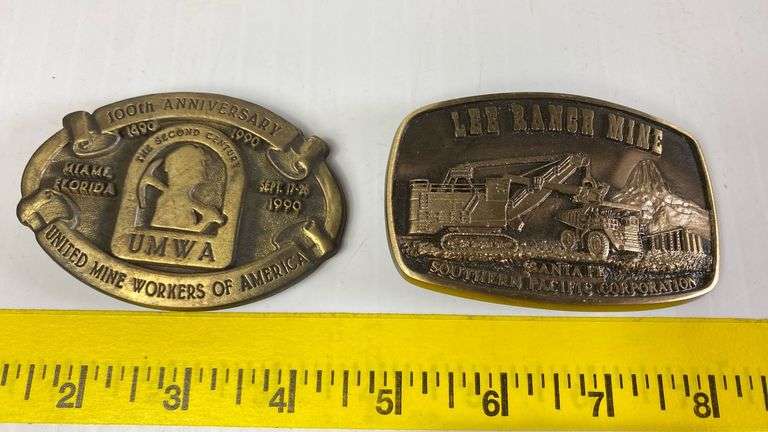 100th ANNIVERSARY
1890 1990
THE SECOND CENTURY
MIAMI,
FLORIDA
SEPT. 17-26
1990
UMWA
UNITED MINE WORKERS OF AMERICA
LEE RANCH MINE
SANTA FE
SOUTHERN PACIFIC CORPORATION
2 3 4 5 6 7 8